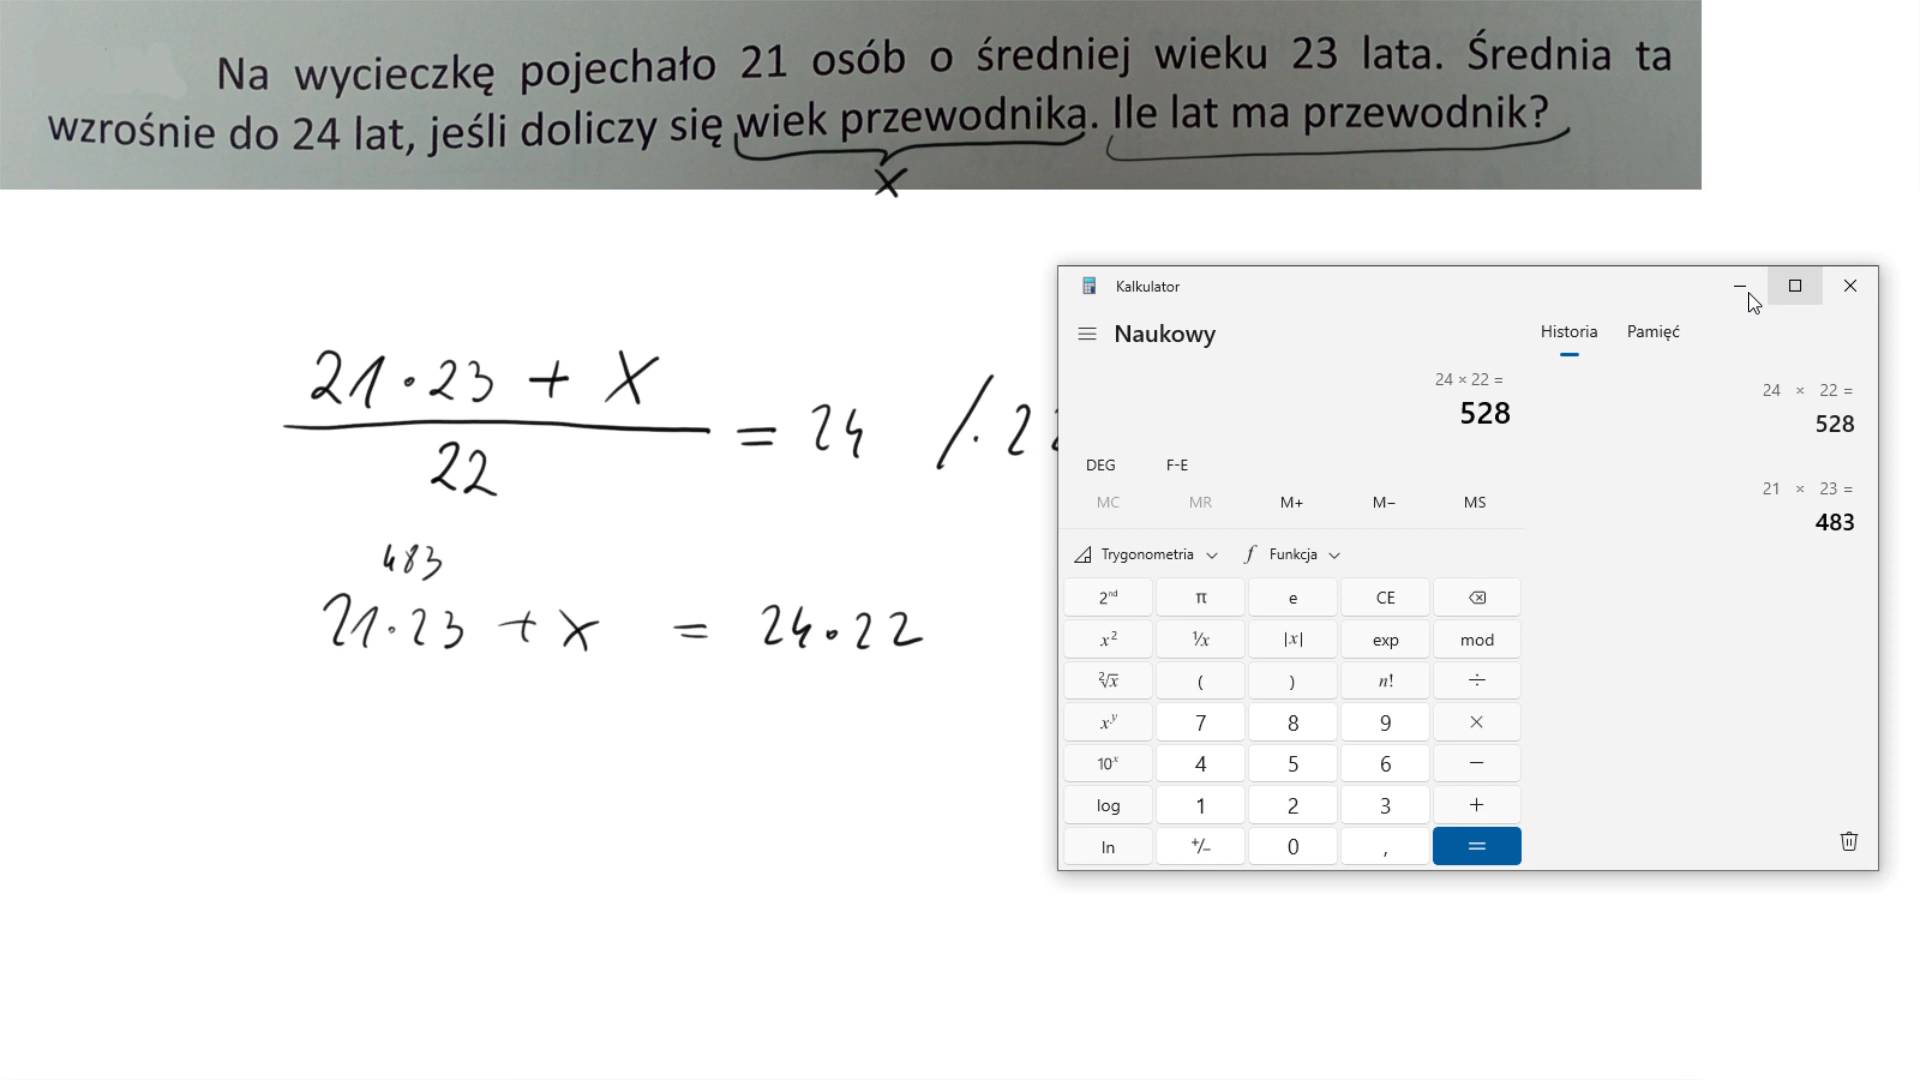 Na wycieczkę pojechało 21 osób o średniej wieku 23 lata. Średnia ta
wzrośnie do 24 lat, jeśli doliczy się wiek przewodnika. Ile lat ma przewodnik?
x
21·23 + X
22
= 24 /·2
483
21·23 + x = 24·22
Kalkulator
Naukowy
Historia Pamięć
24 × 22 =
528
24 × 22 =
528
21 × 23 =
483
DEG F-E
MC MR M+ M− MS
Trygonometria f Funkcja
2ⁿᵈ π e CE
x² ¹/x |x| exp mod
²√x ( ) n! ÷
xʸ 7 8 9 ×
10ˣ 4 5 6 −
log 1 2 3 +
ln +/− 0 , =